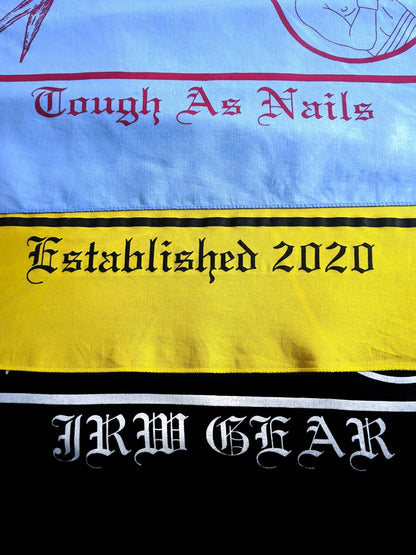 Tough As Nails
Established 2020
JRW GEAR